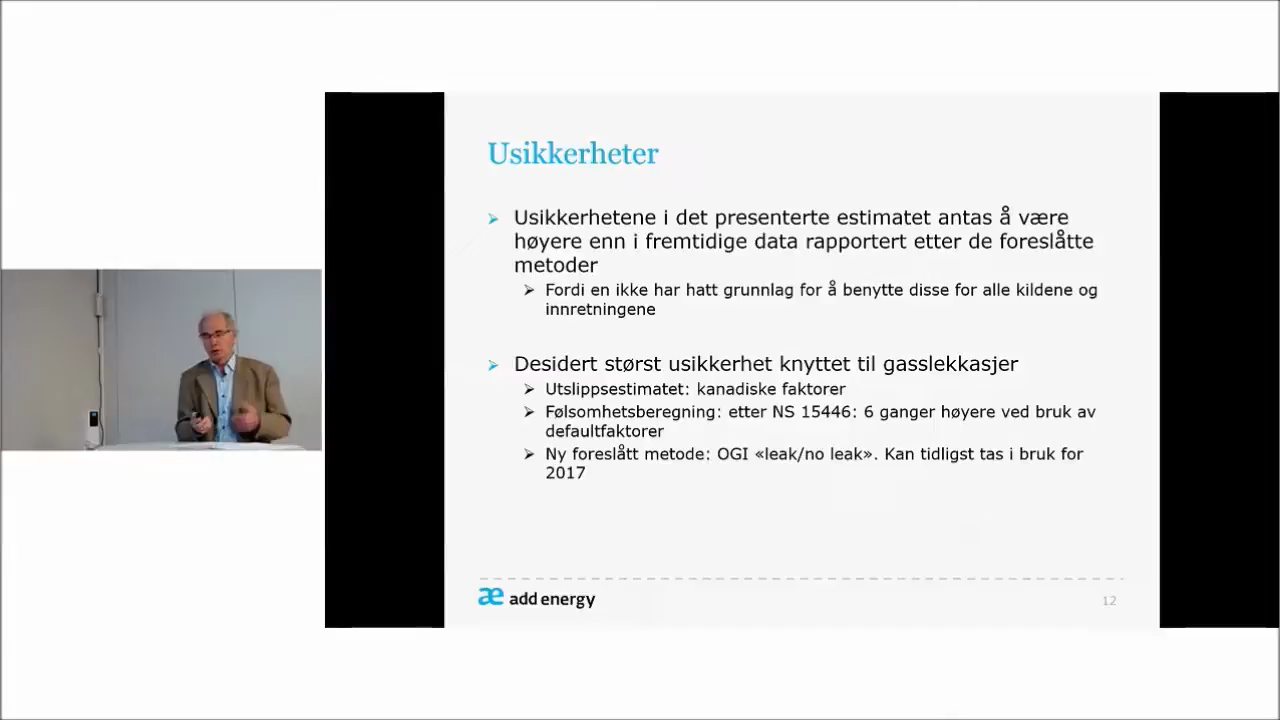 Usikkerheter
Usikkerhetene i det presenterte estimatet antas å være
høyere enn i fremtidige data rapportert etter de foreslåtte
metoder
Fordi en ikke har hatt grunnlag for å benytte disse for alle kildene og
innretningene
Desidert størst usikkerhet knyttet til gasslekkasjer
Utslippsestimatet: kanadiske faktorer
Følsomhetsberegning: etter NS 15446: 6 ganger høyere ved bruk av
defaultfaktorer
Ny foreslått metode: OGI «leak/no leak». Kan tidligst tas i bruk for
2017
æ add energy
12